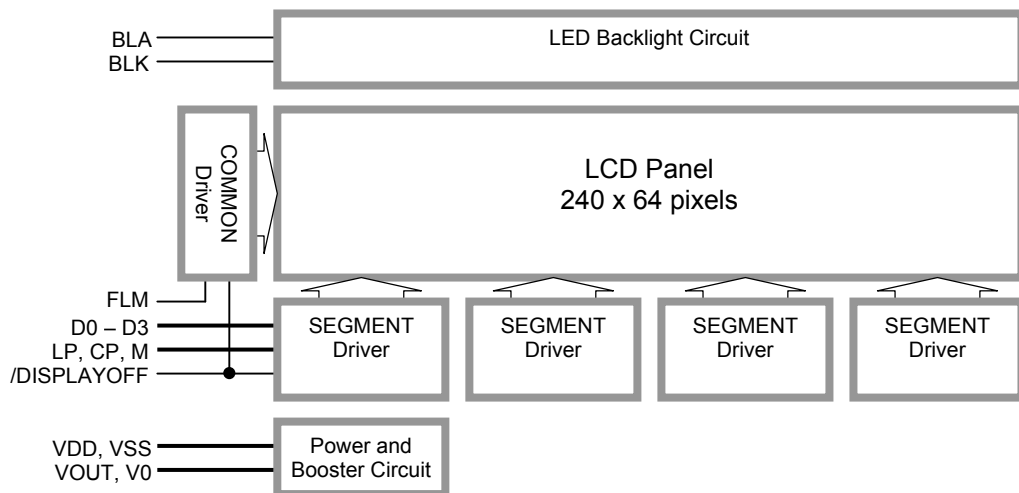 BLA
BLK
LED Backlight Circuit
COMMON
Driver
LCD Panel
240 x 64 pixels
FLM
D0 – D3
LP, CP, M
/DISPLAYOFF
SEGMENT
Driver
SEGMENT
Driver
SEGMENT
Driver
SEGMENT
Driver
VDD, VSS
VOUT, V0
Power and
Booster Circuit